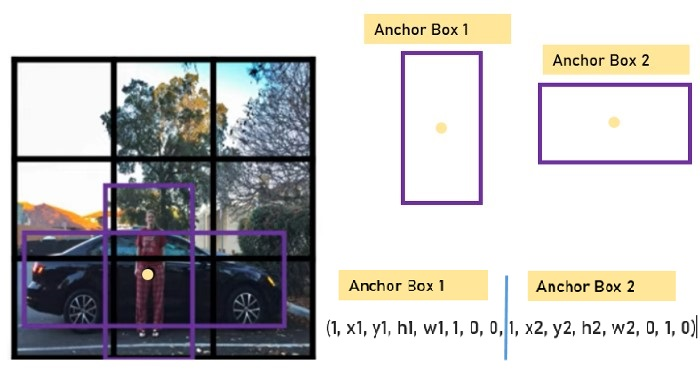 Anchor Box 1
Anchor Box 2
Anchor Box 1
Anchor Box 2
(1, x1, y1, h1, w1, 1, 0, 0, 1, x2, y2, h2, w2, 0, 1, 0)